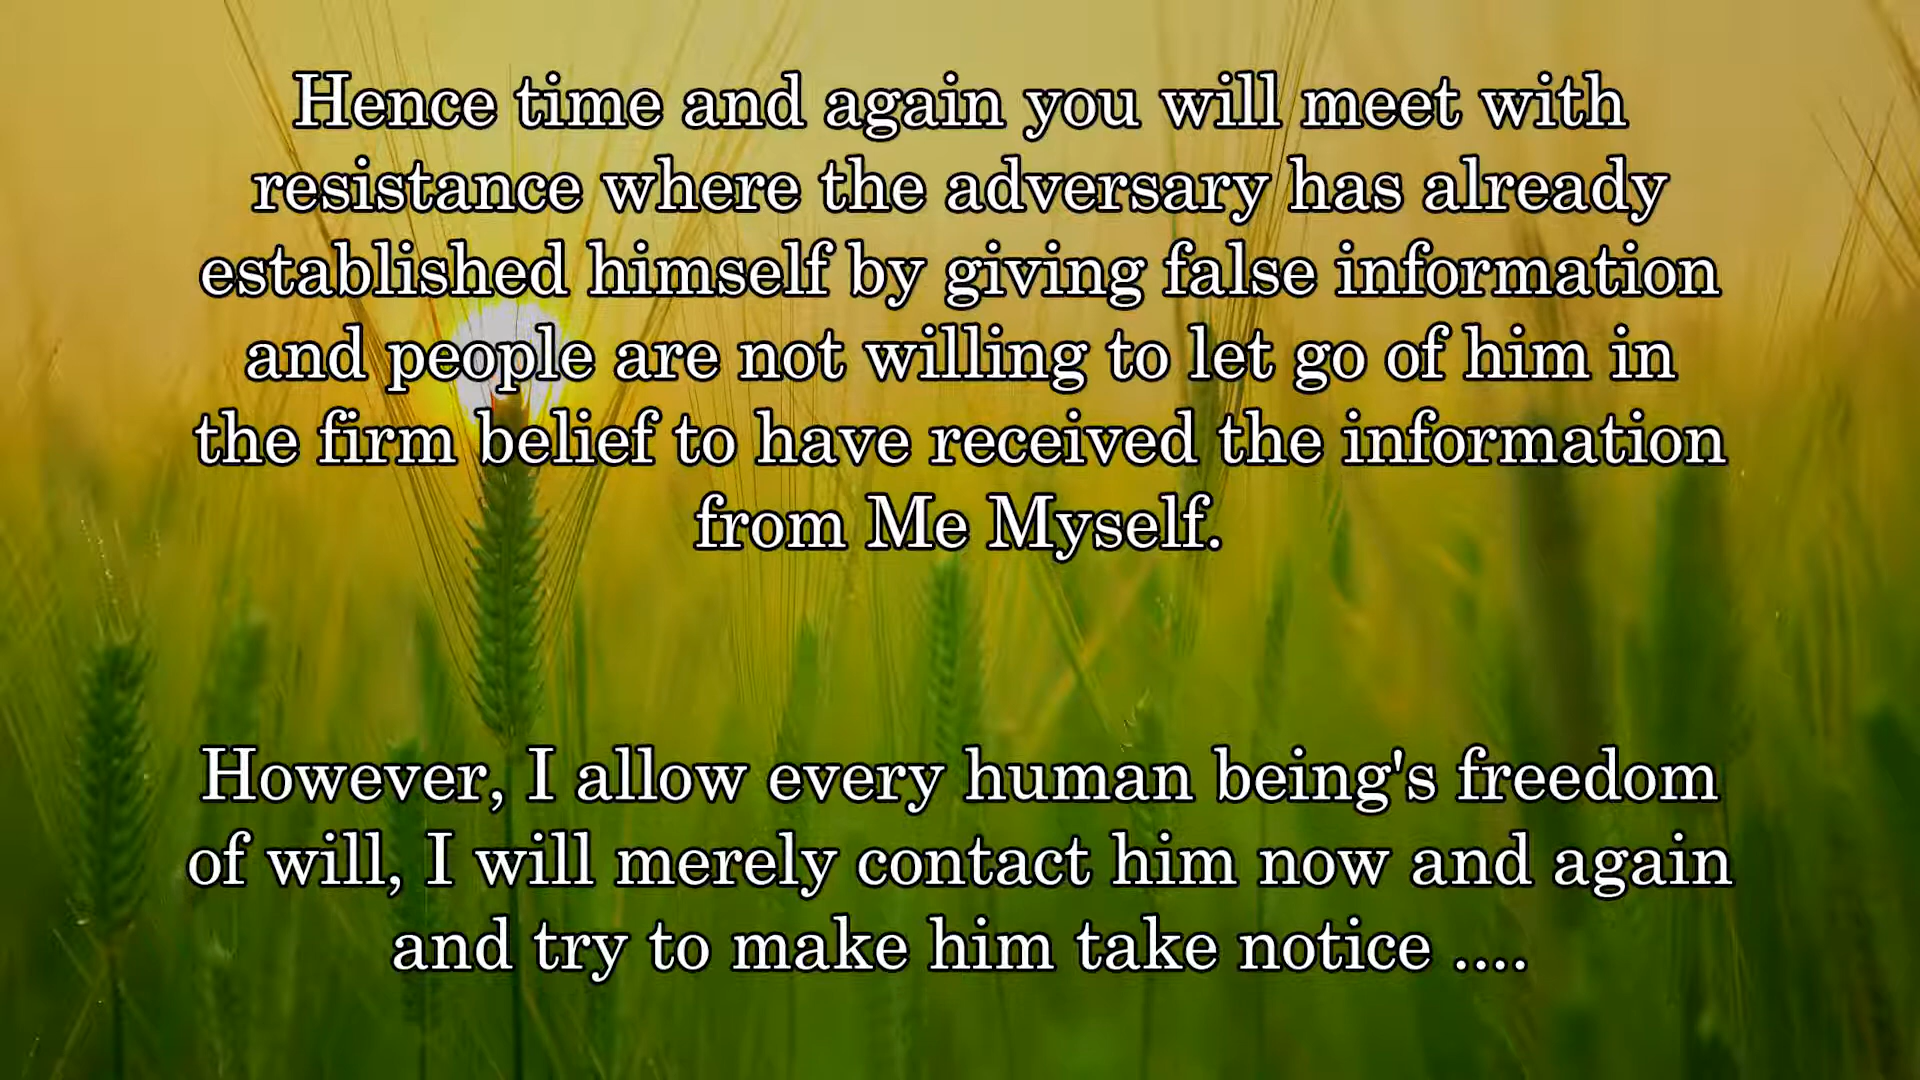 Hence time and again you will meet with
resistance where the adversary has already
established himself by giving false information
and people are not willing to let go of him in
the firm belief to have received the information
from Me Myself.
However, I allow every human being's freedom
of will, I will merely contact him now and again
and try to make him take notice ....